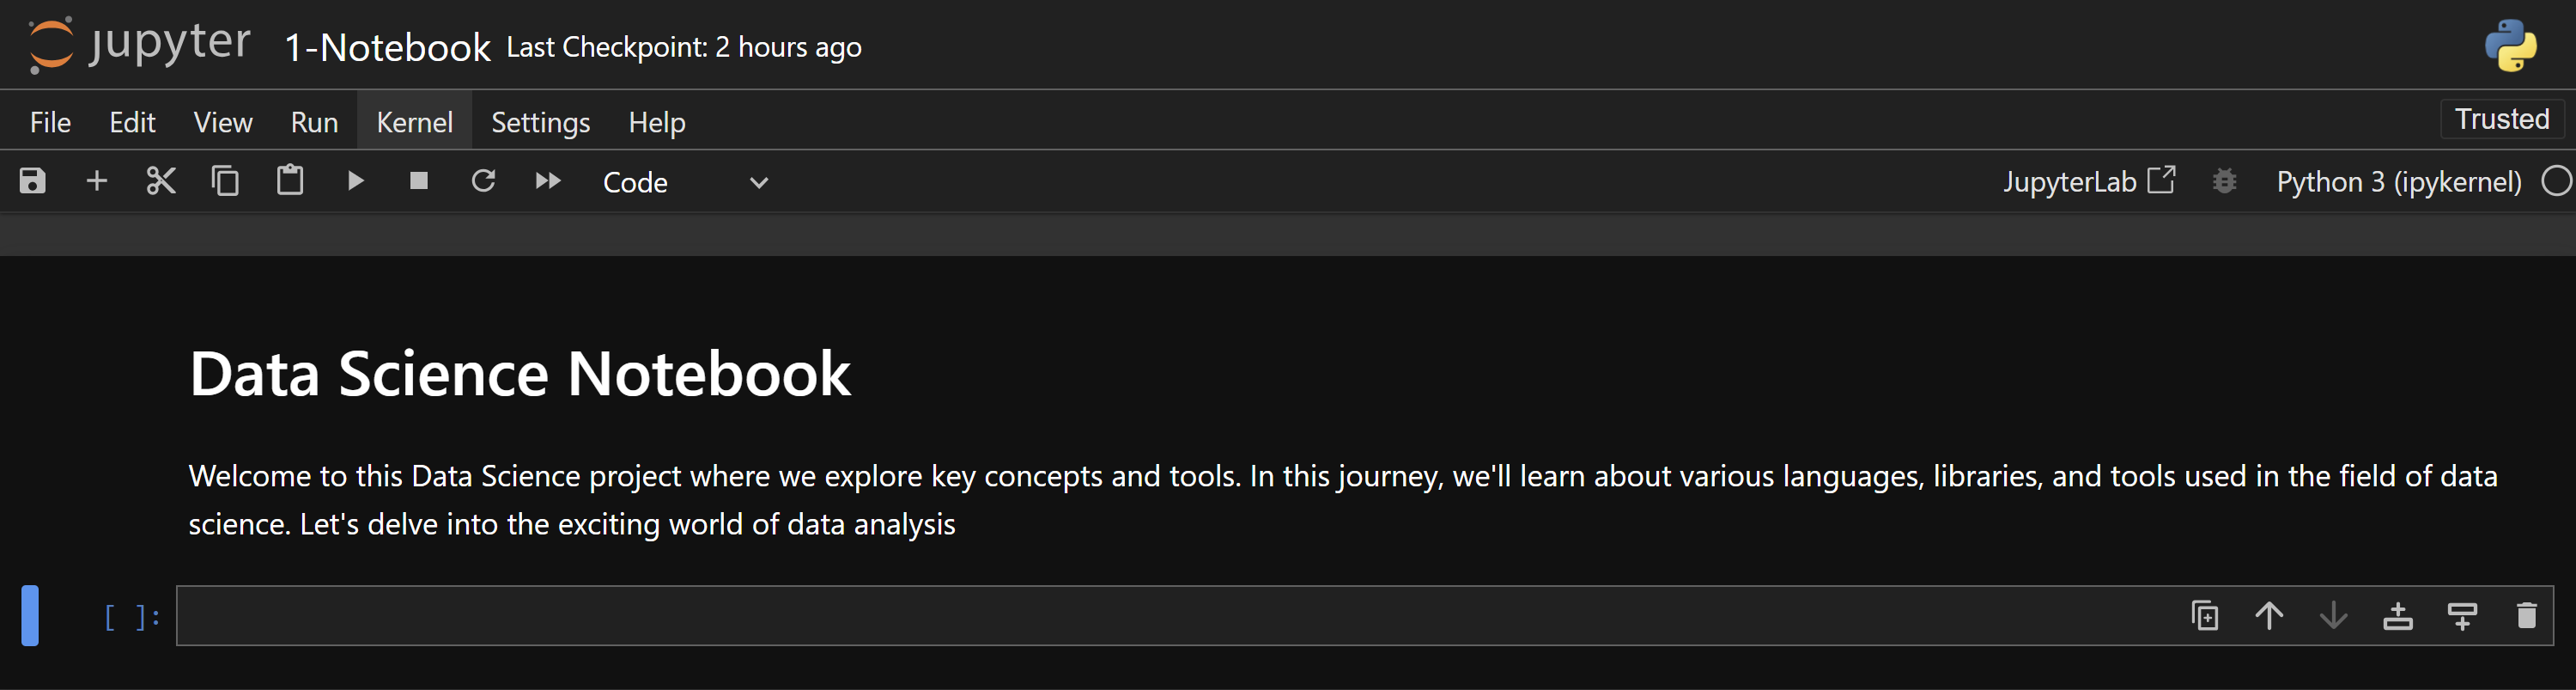 jupyter 1-Notebook Last Checkpoint: 2 hours ago
File Edit View Run Kernel Settings Help Trusted
Code JupyterLab Python 3 (ipykernel)
Data Science Notebook
Welcome to this Data Science project where we explore key concepts and tools. In this journey, we'll learn about various languages, libraries, and tools used in the field of data
science. Let's delve into the exciting world of data analysis
[ ]: